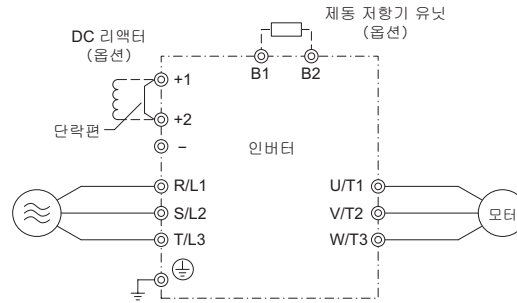 제동 저항기 유닛
(옵션)
DC 리액터
(옵션)
B1 B2
+1
+2
단락편
−
인버터
R/L1
U/T1
S/L2
V/T2
모터
T/L3
W/T3